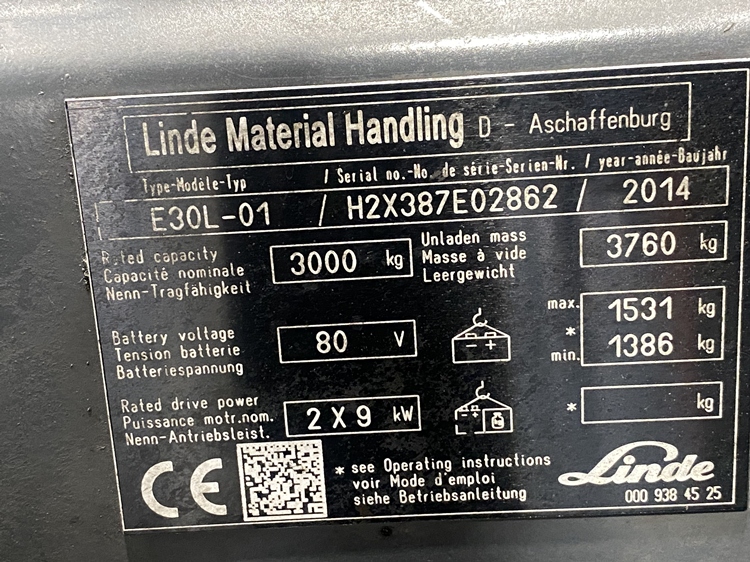 Linde Material Handling D - Aschaffenburg
Type-Modèle-Typ / Serial no.-No. de série-Serien-Nr. / year-année-Baujahr
E30L-01 / H2X387E02862 / 2014
Rated capacity
Capacité nominale
Nenn-Tragfähigkeit
3000 kg
Unladen mass
Masse à vide
Leergewicht
3760 kg
Battery voltage
Tension batterie
Batteriespannung
80 V
- +
max. 1531 kg
*
min. 1386 kg
Rated drive power
Puissance motr.nom.
Nenn-Antriebsleist.
2 X 9 kW
- +
* kg
CE
* see Operating instructions
voir Mode d'emploi
siehe Betriebsanleitung
Linde
000 938 45 25